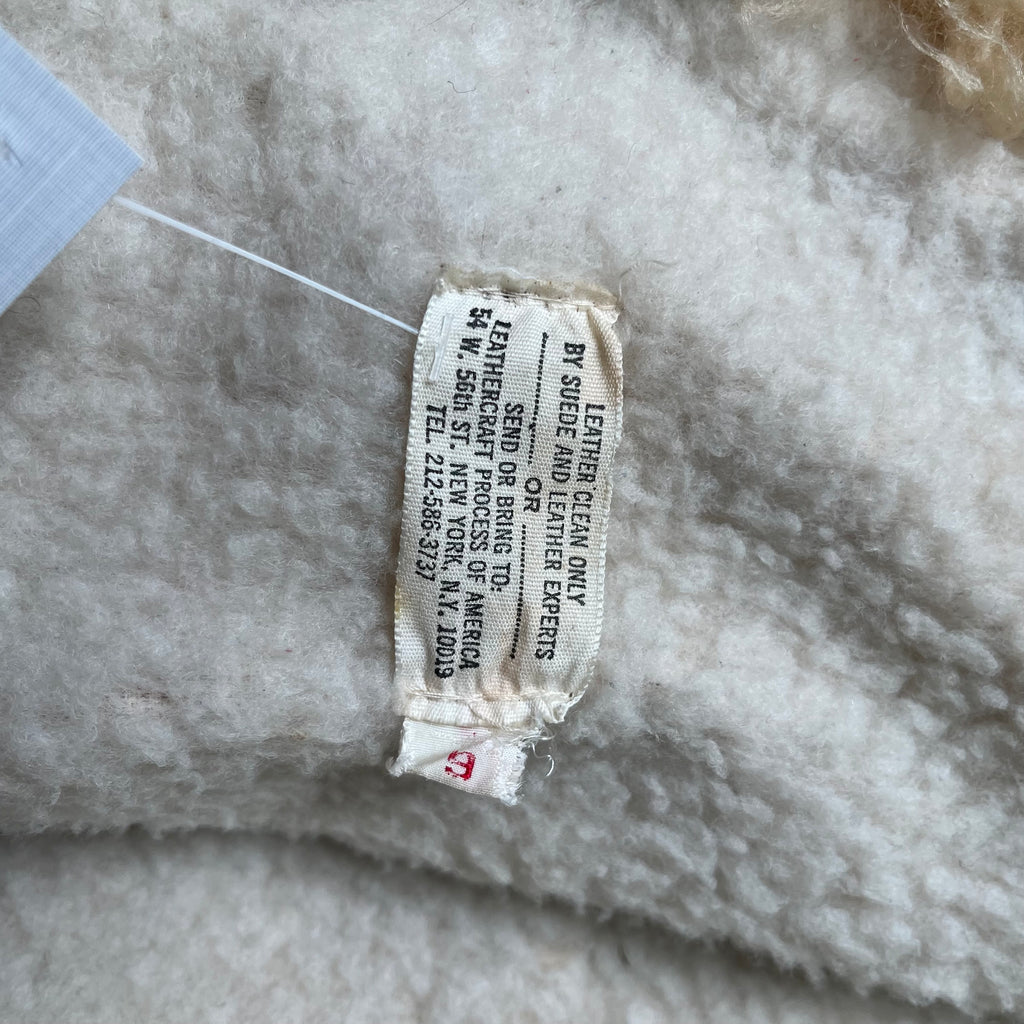 LEATHER CLEAN ONLY
BY SUEDE AND LEATHER EXPERTS
OR
SEND OR BRING TO:
LEATHERCRAFT PROCESS OF AMERICA
54 W. 56th ST. NEW YORK, N.Y. 10019
TEL. 212-586-3737